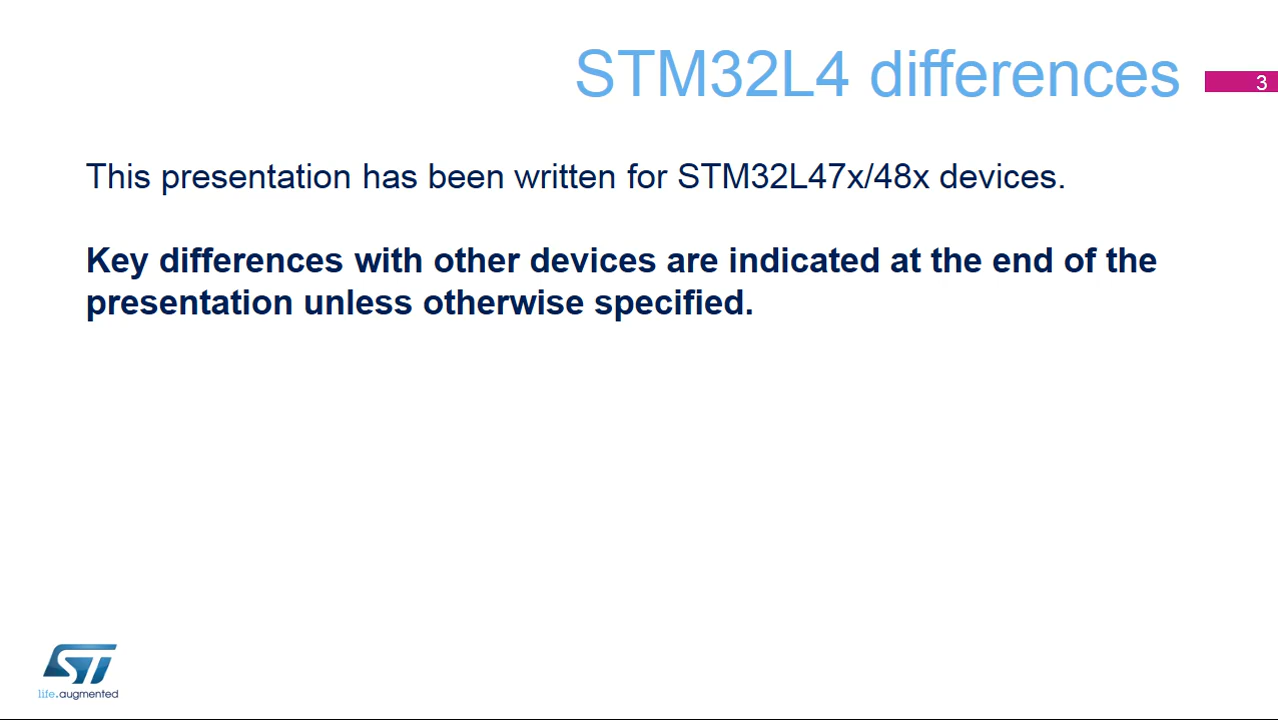 STM32L4 differences
3
This presentation has been written for STM32L47x/48x devices.
Key differences with other devices are indicated at the end of the
presentation unless otherwise specified.
ST
life.augmented